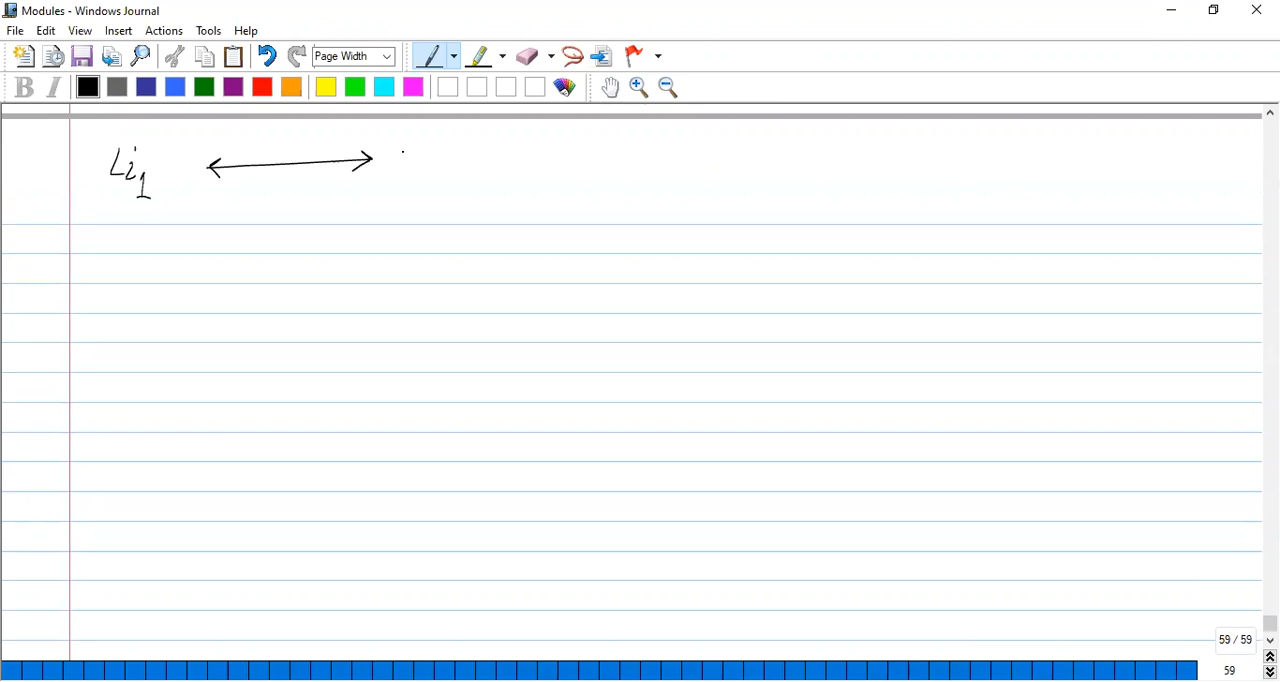 Modules - Windows Journal
File Edit View Insert Actions Tools Help
Page Width
B I
Li₁ ⟷
59 / 59
59